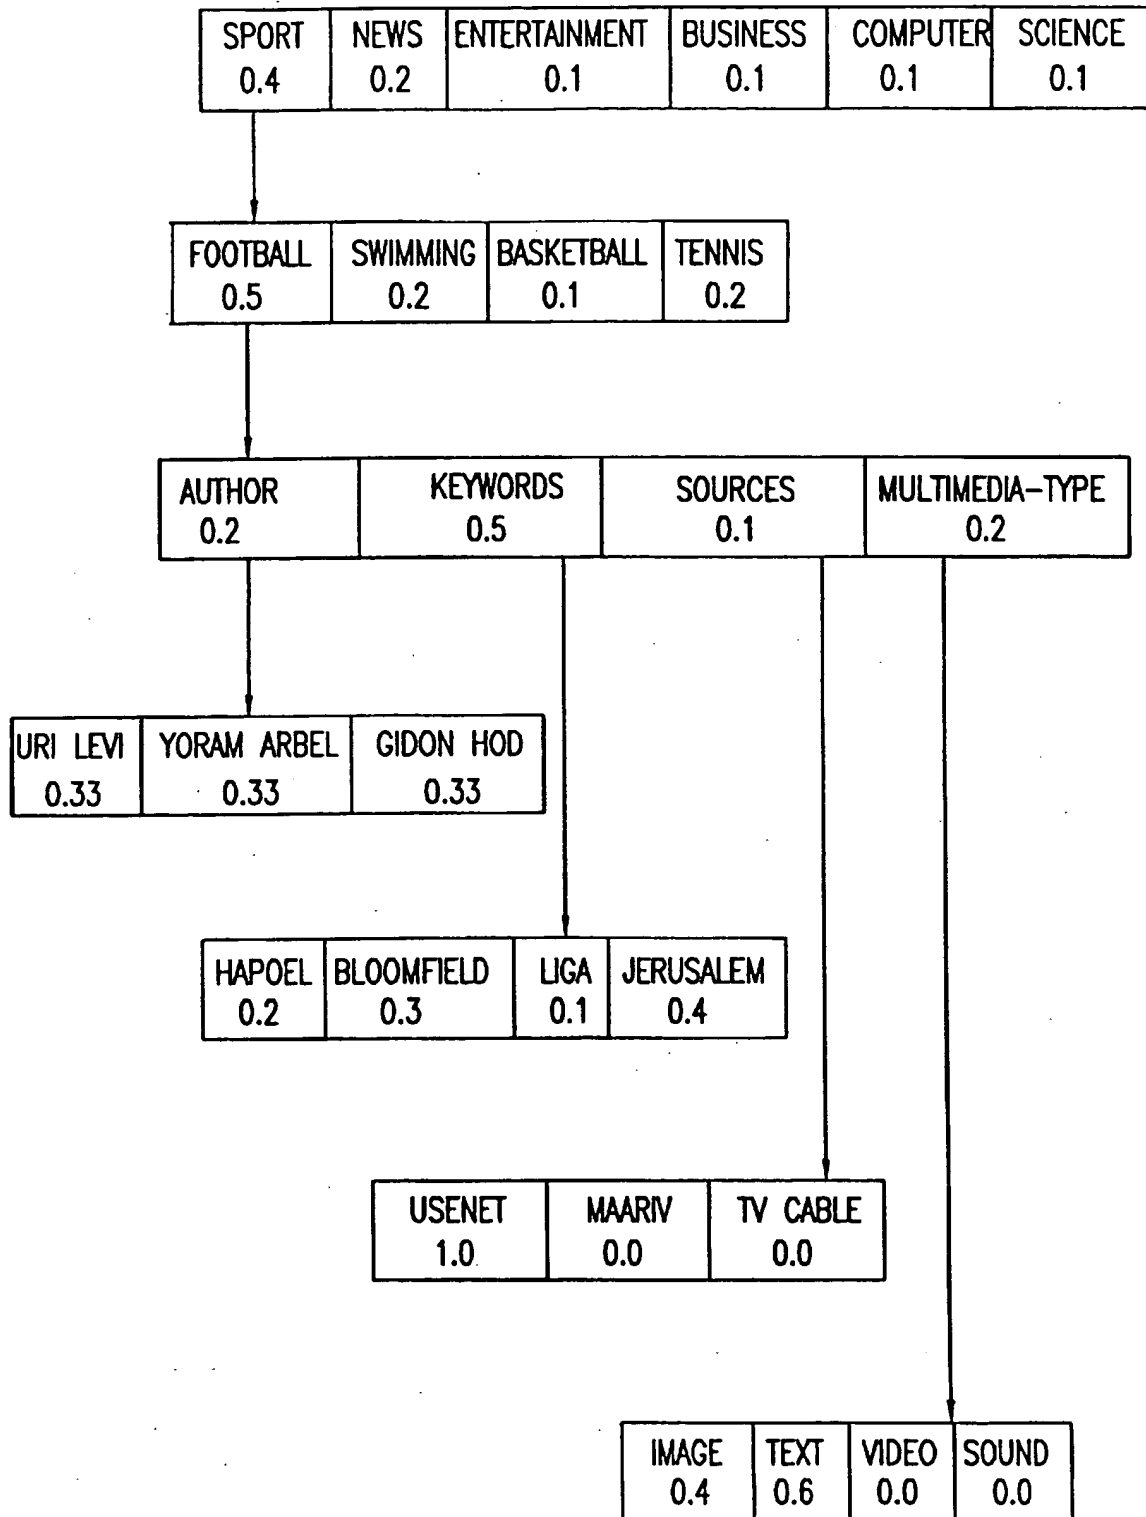 SPORT NEWS ENTERTAINMENT BUSINESS COMPUTER SCIENCE
0.4 0.2 0.1 0.1 0.1 0.1
FOOTBALL SWIMMING BASKETBALL TENNIS
0.5 0.2 0.1 0.2
AUTHOR KEYWORDS SOURCES MULTIMEDIA-TYPE
0.2 0.5 0.1 0.2
URI LEVI YORAM ARBEL GIDON HOD
0.33 0.33 0.33
HAPOEL BLOOMFIELD LIGA JERUSALEM
0.2 0.3 0.1 0.4
USENET MAARIV TV CABLE
1.0 0.0 0.0
IMAGE TEXT VIDEO SOUND
0.4 0.6 0.0 0.0